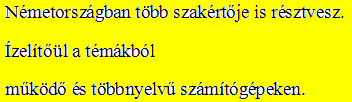 Németországban több szakértője is résztvesz.
Ízelítőül a témákból
működő és többnyelvű számítógépeken.